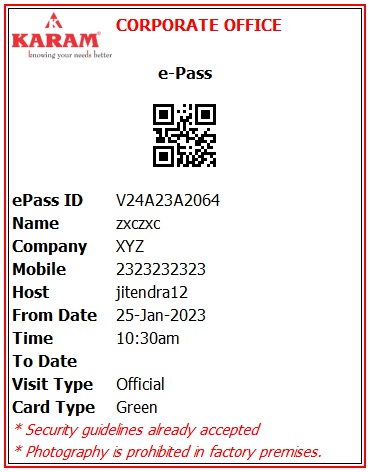 CORPORATE OFFICE
KARAM®
knowing your needs better
e-Pass
ePass ID V24A23A2064
Name zxczxc
Company XYZ
Mobile 2323232323
Host jitendra12
From Date 25-Jan-2023
Time 10:30am
To Date
Visit Type Official
Card Type Green
* Security guidelines already accepted
* Photography is prohibited in factory premises.